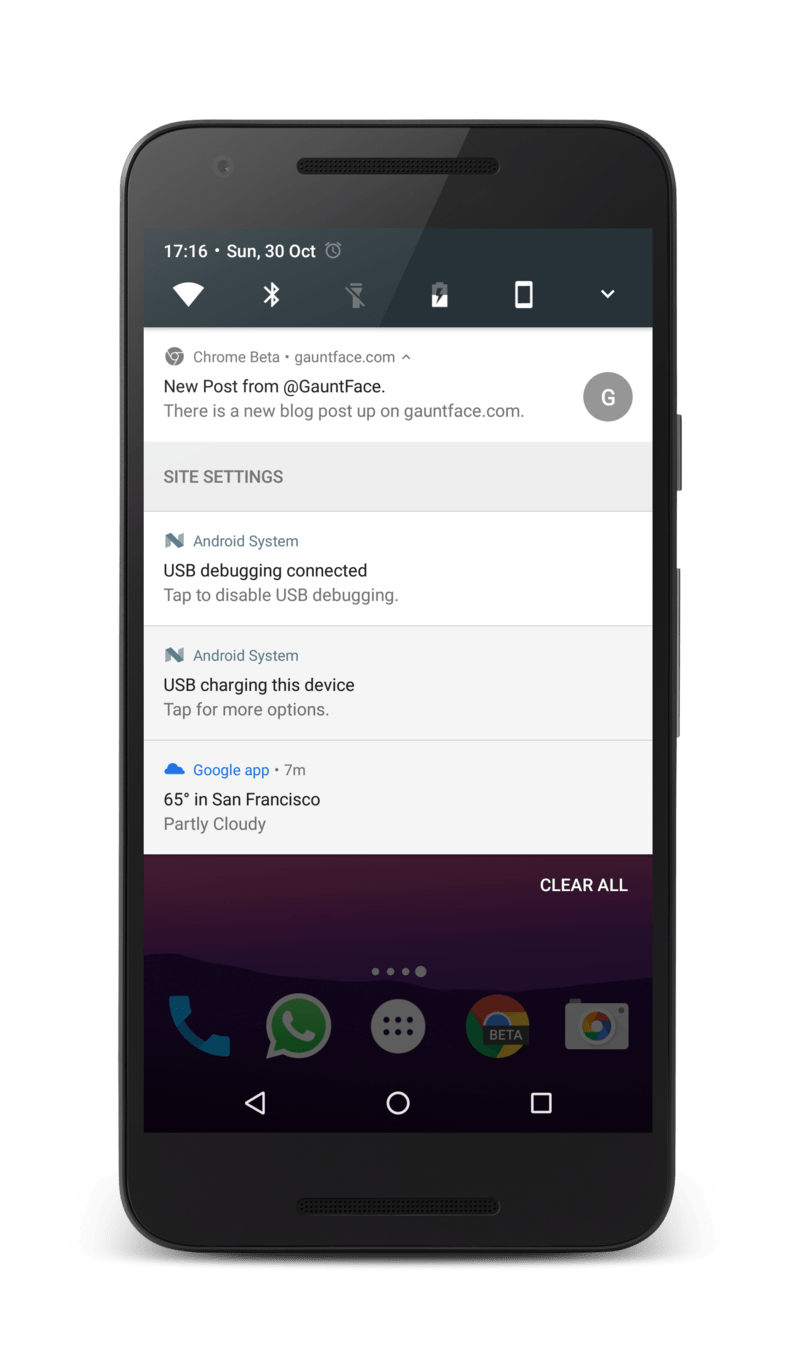 17:16 • Sun, 30 Oct
Chrome Beta • gauntface.com
New Post from @GauntFace.
There is a new blog post up on gauntface.com.
G
SITE SETTINGS
Android System
USB debugging connected
Tap to disable USB debugging.
Android System
USB charging this device
Tap for more options.
Google app • 7m
65° in San Francisco
Partly Cloudy
CLEAR ALL
BETA